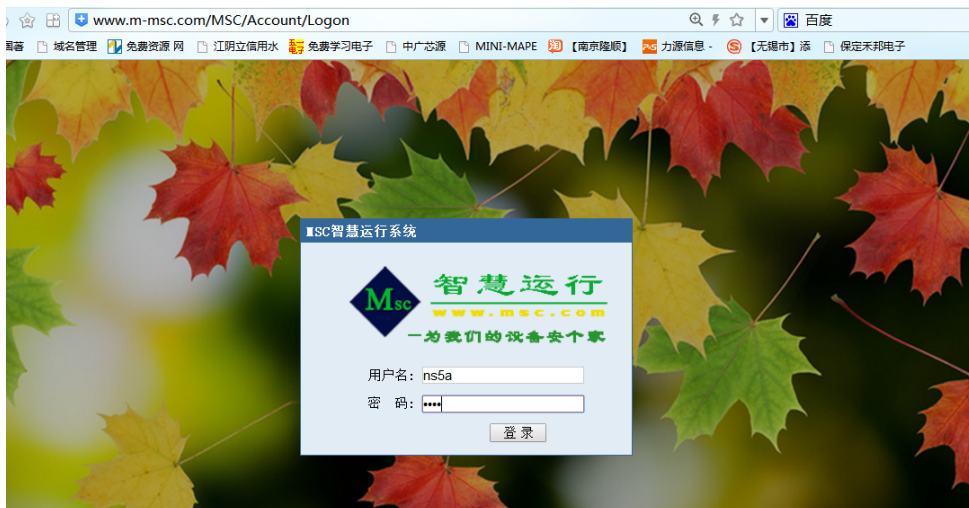 www.m-msc.com/MSC/Account/Logon
百度
域名管理 免费资源 网 江阴立信信用水 免费学习电子 中广芯源 MINI-MAPE 【南京隆顺】 力源信息 - 【无锡市】添 保定禾邦电子
MSC智慧运行系统
Msc
智慧运行
www.msc.com
一为我们的设备安个家
用户名: ns5a
密 码: ••••
登 录